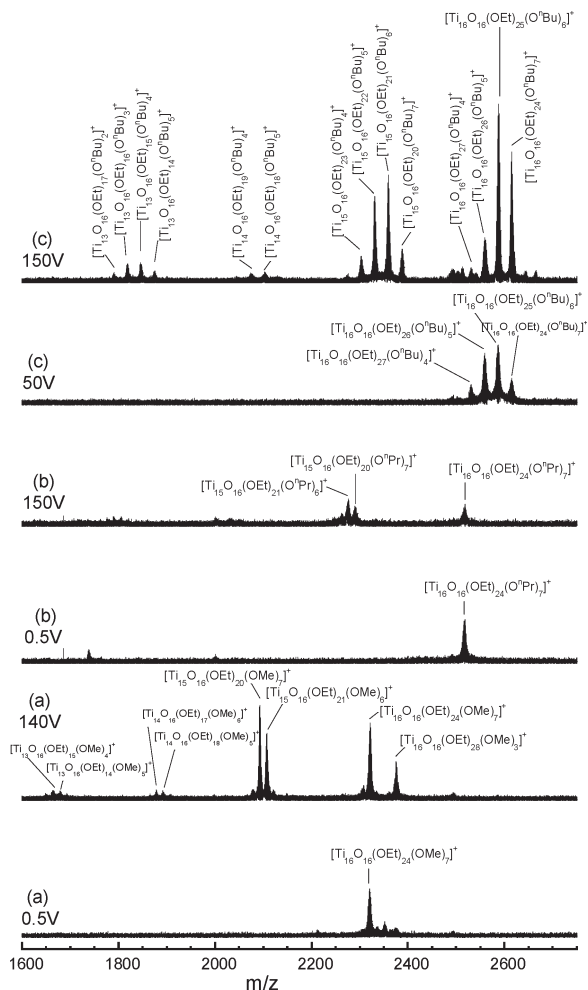 [Ti₁₆O₁₆(OEt)₂₅(OⁿBu)₆]⁺
[Ti₁₃O₁₆(OEt)₁₇(OⁿBu)₂]⁺
[Ti₁₃O₁₆(OEt)₁₆(OⁿBu)₃]⁺
[Ti₁₃O₁₆(OEt)₁₅(OⁿBu)₄]⁺
[Ti₁₃O₁₆(OEt)₁₄(OⁿBu)₅]⁺
[Ti₁₄O₁₆(OEt)₁₉(OⁿBu)₄]⁺
[Ti₁₄O₁₆(OEt)₁₈(OⁿBu)₅]⁺
[Ti₁₅O₁₆(OEt)₂₃(OⁿBu)₄]⁺
[Ti₁₅O₁₆(OEt)₂₂(OⁿBu)₅]⁺
[Ti₁₅O₁₆(OEt)₂₁(OⁿBu)₆]⁺
[Ti₁₅O₁₆(OEt)₂₀(OⁿBu)₇]⁺
[Ti₁₆O₁₆(OEt)₂₇(OⁿBu)₄]⁺
[Ti₁₆O₁₆(OEt)₂₆(OⁿBu)₅]⁺
[Ti₁₆O₁₆(OEt)₂₄(OⁿBu)₇]⁺
(c)
150V
[Ti₁₆O₁₆(OEt)₂₅(OⁿBu)₆]⁺
[Ti₁₆O₁₆(OEt)₂₆(OⁿBu)₅]⁺
[Ti₁₆O₁₆(OEt)₂₄(OⁿBu)₇]⁺
[Ti₁₆O₁₆(OEt)₂₇(OⁿBu)₄]⁺
(c)
50V
[Ti₁₅O₁₆(OEt)₂₀(OⁿPr)₇]⁺
[Ti₁₆O₁₆(OEt)₂₄(OⁿPr)₇]⁺
[Ti₁₅O₁₆(OEt)₂₁(OⁿPr)₆]⁺
(b)
150V
[Ti₁₆O₁₆(OEt)₂₄(OⁿPr)₇]⁺
(b)
0.5V
[Ti₁₅O₁₆(OEt)₂₀(OMe)₇]⁺
[Ti₁₅O₁₆(OEt)₂₁(OMe)₆]⁺
(a)
140V
[Ti₁₄O₁₆(OEt)₁₇(OMe)₆]⁺
[Ti₁₆O₁₆(OEt)₂₄(OMe)₇]⁺
[Ti₁₄O₁₆(OEt)₁₈(OMe)₅]⁺
[Ti₁₆O₁₆(OEt)₂₈(OMe)₃]⁺
[Ti₁₃O₁₆(OEt)₁₅(OMe)₄]⁺
[Ti₁₃O₁₆(OEt)₁₄(OMe)₅]⁺
[Ti₁₆O₁₆(OEt)₂₄(OMe)₇]⁺
(a)
0.5V
1600 1800 2000 2200 2400 2600
m/z